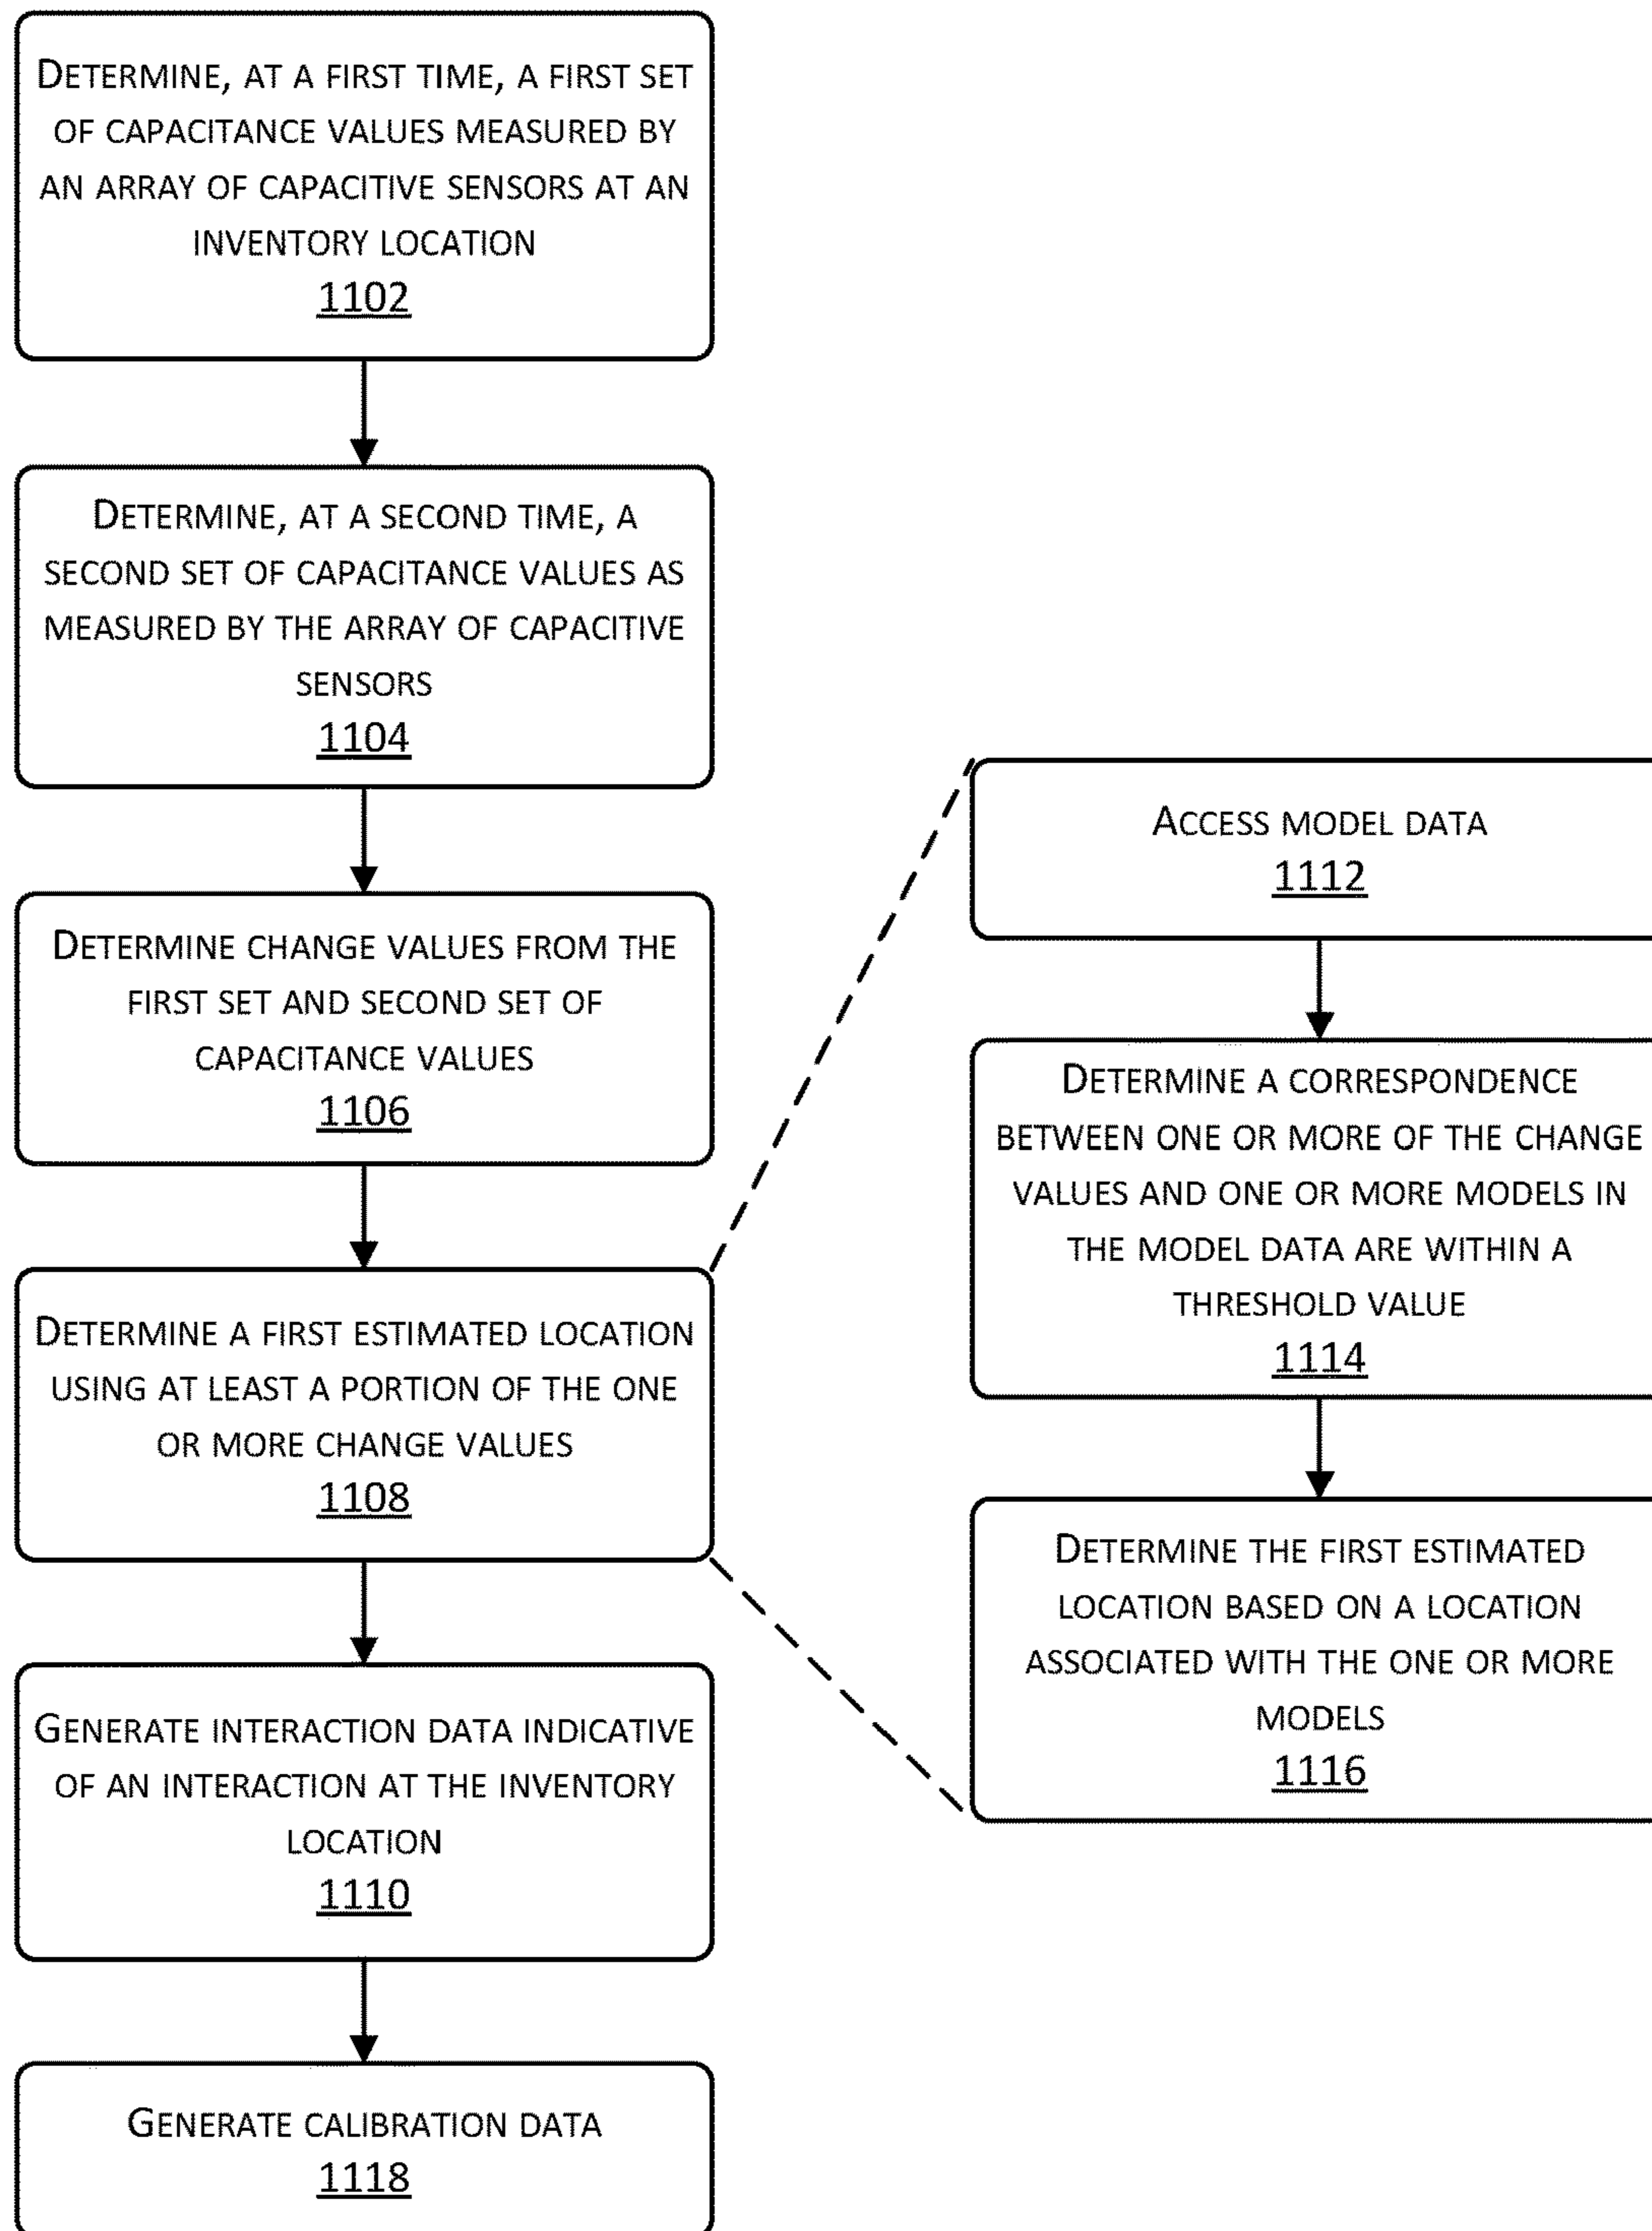 DETERMINE, AT A FIRST TIME, A FIRST SET
OF CAPACITANCE VALUES MEASURED BY
AN ARRAY OF CAPACITIVE SENSORS AT AN
INVENTORY LOCATION
1102
DETERMINE, AT A SECOND TIME, A
SECOND SET OF CAPACITANCE VALUES AS
MEASURED BY THE ARRAY OF CAPACITIVE
SENSORS
1104
DETERMINE CHANGE VALUES FROM THE
FIRST SET AND SECOND SET OF
CAPACITANCE VALUES
1106
DETERMINE A FIRST ESTIMATED LOCATION
USING AT LEAST A PORTION OF THE ONE
OR MORE CHANGE VALUES
1108
GENERATE INTERACTION DATA INDICATIVE
OF AN INTERACTION AT THE INVENTORY
LOCATION
1110
GENERATE CALIBRATION DATA
1118
ACCESS MODEL DATA
1112
DETERMINE A CORRESPONDENCE
BETWEEN ONE OR MORE OF THE CHANGE
VALUES AND ONE OR MORE MODELS IN
THE MODEL DATA ARE WITHIN A
THRESHOLD VALUE
1114
DETERMINE THE FIRST ESTIMATED
LOCATION BASED ON A LOCATION
ASSOCIATED WITH THE ONE OR MORE
MODELS
1116